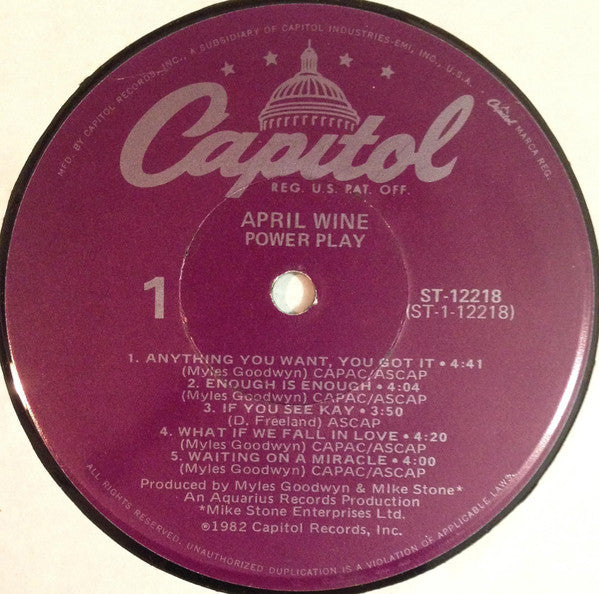 MFD. BY CAPITOL RECORDS, INC., A SUBSIDIARY OF CAPITOL INDUSTRIES-EMI, INC., U.S.A.
Capitol MARCA REG.
Capitol
REG. U.S. PAT. OFF.
APRIL WINE
POWER PLAY
1
ST-12218
(ST-1-12218)
1. ANYTHING YOU WANT, YOU GOT IT • 4:41
(Myles Goodwyn) CAPAC/ASCAP
2. ENOUGH IS ENOUGH • 4:04
(Myles Goodwyn) CAPAC/ASCAP
3. IF YOU SEE KAY • 3:50
(D. Freeland) ASCAP
4. WHAT IF WE FALL IN LOVE • 4:20
(Myles Goodwyn) CAPAC/ASCAP
5. WAITING ON A MIRACLE • 4:00
(Myles Goodwyn) CAPAC/ASCAP
Produced by Myles Goodwyn & Mike Stone*
An Aquarius Records Production
*Mike Stone Enterprises Ltd.
©1982 Capitol Records, Inc.
ALL RIGHTS RESERVED. UNAUTHORIZED DUPLICATION IS A VIOLATION OF APPLICABLE LAWS.